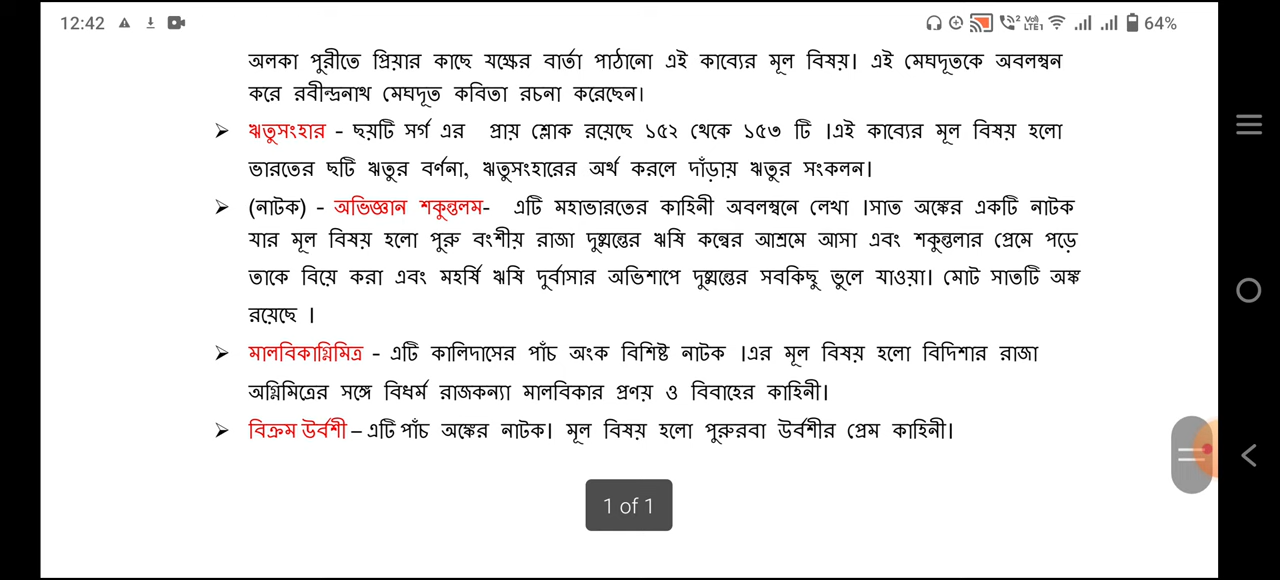 12:42
Vo)) LTE1 64%
অলকা পুরীতে প্রিয়ার কাছে যক্ষের বার্তা পাঠানো এই কাব্যের মূল বিষয়। এই মেঘদূতকে অবলম্বন
করে রবীন্দ্রনাথ মেঘদূত কবিতা রচনা করেছেন।
➢ ঋতুসংহার - ছয়টি সর্গ এর প্রায় শ্লোক রয়েছে ১৫২ থেকে ১৫৩ টি ।এই কাব্যের মূল বিষয় হলো
ভারতের ছটি ঋতুর বর্ণনা, ঋতুসংহারের অর্থ করলে দাঁড়ায় ঋতুর সংকলন।
➢ (নাটক) - অভিজ্ঞান শকুন্তলম- এটি মহাভারতের কাহিনী অবলম্বনে লেখা ।সাত অঙ্কের একটি নাটক
যার মূল বিষয় হলো পুরু বংশীয় রাজা দুষ্মন্তের ঋষি কন্বের আশ্রমে আসা এবং শকুন্তলার প্রেমে পড়ে
তাকে বিয়ে করা এবং মহর্ষি ঋষি দুর্বাসার অভিশাপে দুষ্মন্তের সবকিছু ভুলে যাওয়া। মোট সাতটি অঙ্ক
রয়েছে ।
➢ মালবিকাগ্নিমিত্র - এটি কালিদাসের পাঁচ অংক বিশিষ্ট নাটক ।এর মূল বিষয় হলো বিদিশার রাজা
অগ্নিমিত্রের সঙ্গে বিধর্ম রাজকন্যা মালবিকার প্রণয় ও বিবাহের কাহিনী।
➢ বিক্রম উর্বশী – এটি পাঁচ অঙ্কের নাটক। মূল বিষয় হলো পুরুরবা উর্বশীর প্রেম কাহিনী।
1 of 1